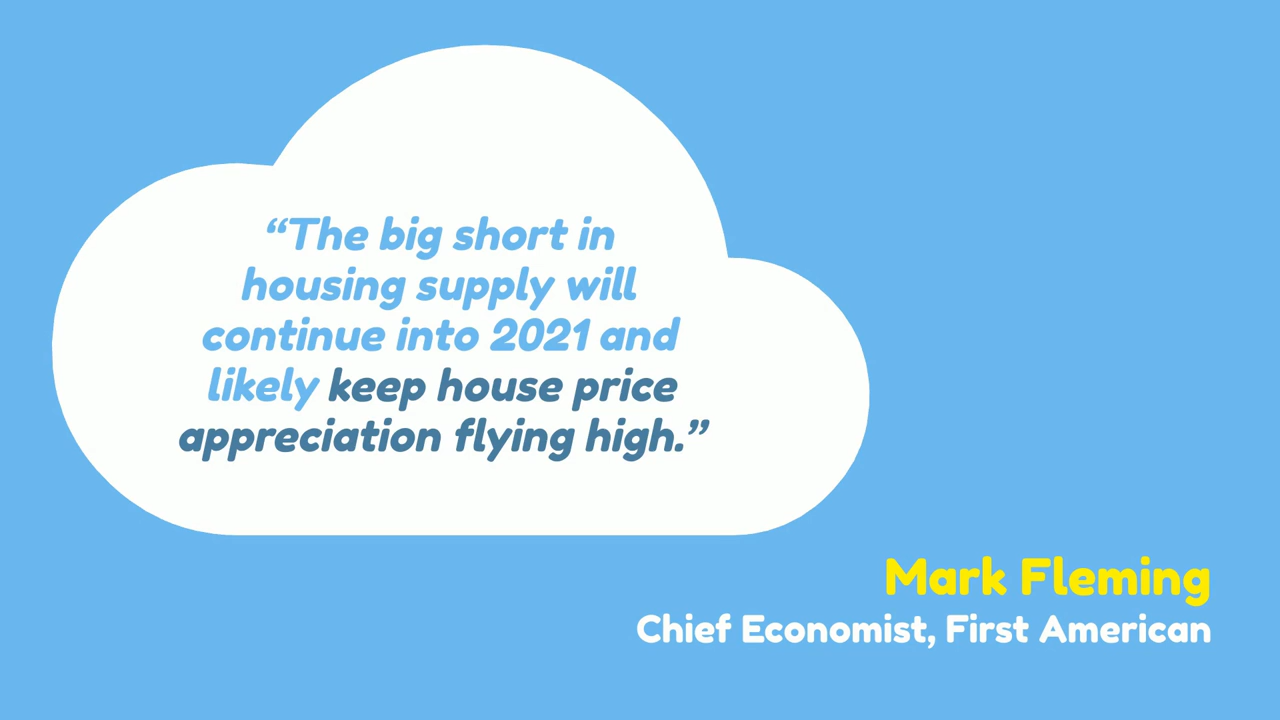 “The big short in
housing supply will
continue into 2021 and
likely keep house price
appreciation flying high.”
Mark Fleming
Chief Economist, First American